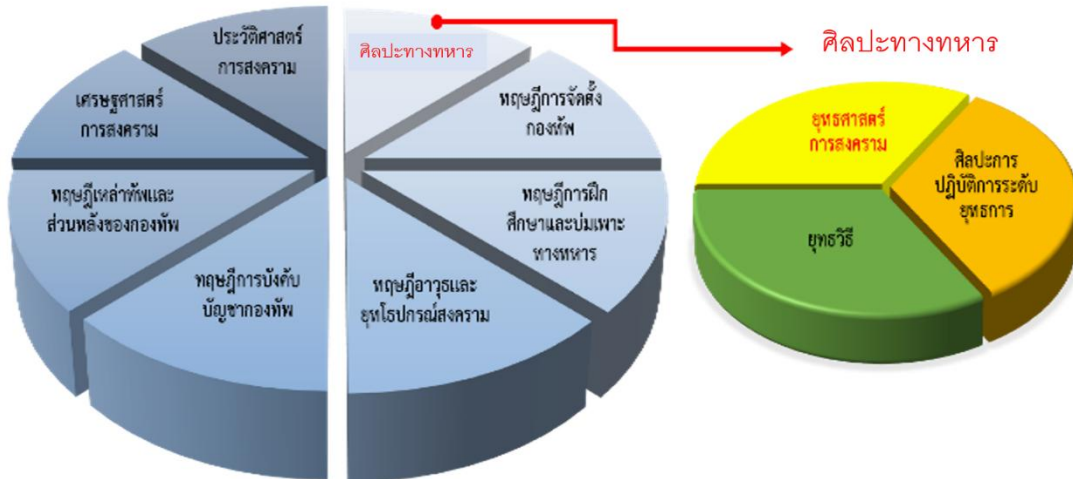 ศิลปะทางทหาร
ทฤษฎีการจัดตั้ง
กองทัพ
ทฤษฎีการฝึก
ศึกษาและบ่มเพาะ
ทางทหาร
ทฤษฎีอาวุธและ
ยุทโธปกรณ์สงคราม
ทฤษฎีการบังคับ
บัญชากองทัพ
ทฤษฎีเหล่าทัพและ
ส่วนหลังของกองทัพ
เศรษฐศาสตร์
การสงคราม
ประวัติศาสตร์
การสงคราม
ศิลปะทางทหาร
ยุทธศาสตร์
การสงคราม
ศิลปะการ
ปฏิบัติการระดับ
ยุทธการ
ยุทธวิธี